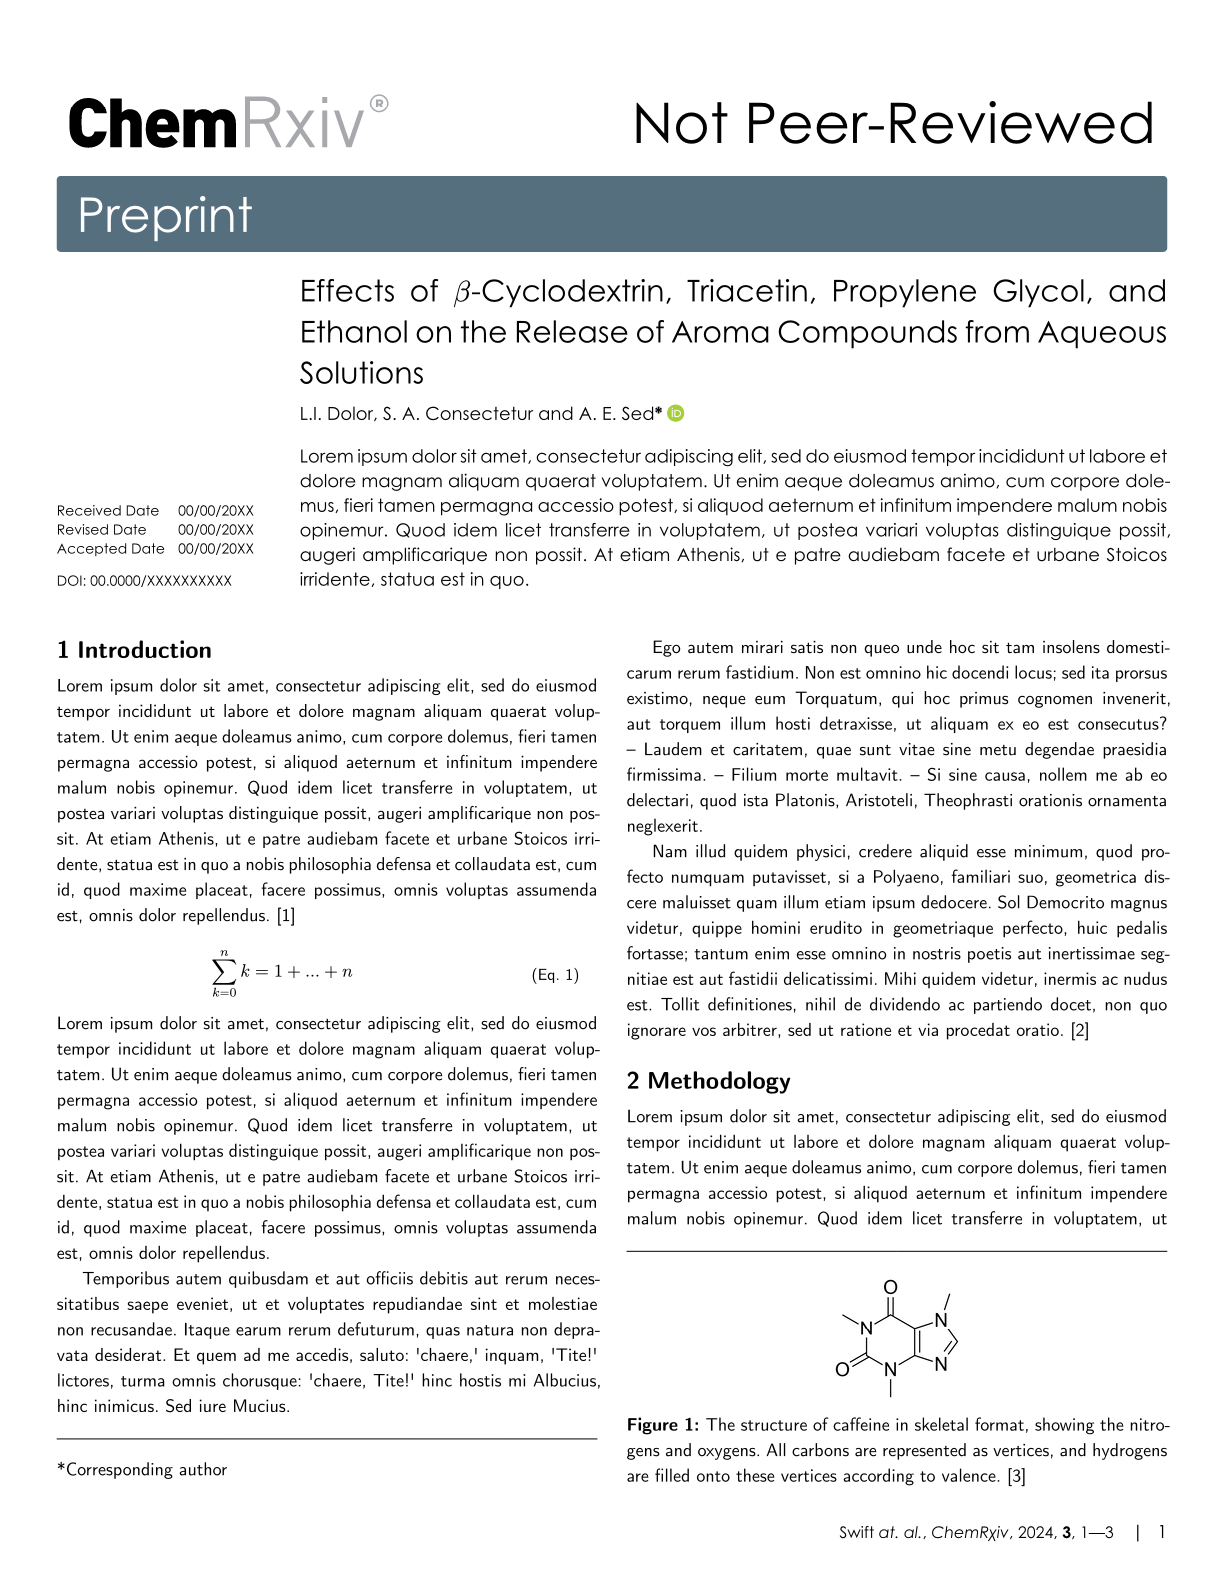 ChemRxiv®
Not Peer-Reviewed
Preprint
Effects of β-Cyclodextrin, Triacetin, Propylene Glycol, and
Ethanol on the Release of Aroma Compounds from Aqueous
Solutions
L.I. Dolor, S. A. Consectetur and A. E. Sed* iD
Received Date 00/00/20XX
Revised Date 00/00/20XX
Accepted Date 00/00/20XX
DOI: 00.0000/XXXXXXXXXX
Lorem ipsum dolor sit amet, consectetur adipiscing elit, sed do eiusmod tempor incididunt ut labore et
dolore magnam aliquam quaerat voluptatem. Ut enim aeque doleamus animo, cum corpore dole-
mus, fieri tamen permagna accessio potest, si aliquod aeternum et infinitum impendere malum nobis
opinemur. Quod idem licet transferre in voluptatem, ut postea variari voluptas distinguique possit,
augeri amplificarique non possit. At etiam Athenis, ut e patre audiebam facete et urbane Stoicos
irridente, statua est in quo.
1 Introduction
Lorem ipsum dolor sit amet, consectetur adipiscing elit, sed do eiusmod
tempor incididunt ut labore et dolore magnam aliquam quaerat volup-
tatem. Ut enim aeque doleamus animo, cum corpore dolemus, fieri tamen
permagna accessio potest, si aliquod aeternum et infinitum impendere
malum nobis opinemur. Quod idem licet transferre in voluptatem, ut
postea variari voluptas distinguique possit, augeri amplificarique non pos-
sit. At etiam Athenis, ut e patre audiebam facete et urbane Stoicos irri-
dente, statua est in quo a nobis philosophia defensa et collaudata est, cum
id, quod maxime placeat, facere possimus, omnis voluptas assumenda
est, omnis dolor repellendus. [1]
n
∑ k = 1 + ... + n (Eq. 1)
k=0
Lorem ipsum dolor sit amet, consectetur adipiscing elit, sed do eiusmod
tempor incididunt ut labore et dolore magnam aliquam quaerat volup-
tatem. Ut enim aeque doleamus animo, cum corpore dolemus, fieri tamen
permagna accessio potest, si aliquod aeternum et infinitum impendere
malum nobis opinemur. Quod idem licet transferre in voluptatem, ut
postea variari voluptas distinguique possit, augeri amplificarique non pos-
sit. At etiam Athenis, ut e patre audiebam facete et urbane Stoicos irri-
dente, statua est in quo a nobis philosophia defensa et collaudata est, cum
id, quod maxime placeat, facere possimus, omnis voluptas assumenda
est, omnis dolor repellendus.
Temporibus autem quibusdam et aut officiis debitis aut rerum neces-
sitatibus saepe eveniet, ut et voluptates repudiandae sint et molestiae
non recusandae. Itaque earum rerum defuturum, quas natura non depra-
vata desiderat. Et quem ad me accedis, saluto: 'chaere,' inquam, 'Tite!'
lictores, turma omnis chorusque: 'chaere, Tite!' hinc hostis mi Albucius,
hinc inimicus. Sed iure Mucius.
*Corresponding author
Ego autem mirari satis non queo unde hoc sit tam insolens domesti-
carum rerum fastidium. Non est omnino hic docendi locus; sed ita prorsus
existimo, neque eum Torquatum, qui hoc primus cognomen invenerit,
aut torquem illum hosti detraxisse, ut aliquam ex eo est consecutus?
– Laudem et caritatem, quae sunt vitae sine metu degendae praesidia
firmissima. – Filium morte multavit. – Si sine causa, nollem me ab eo
delectari, quod ista Platonis, Aristoteli, Theophrasti orationis ornamenta
neglexerit.
Nam illud quidem physici, credere aliquid esse minimum, quod pro-
fecto numquam putavisset, si a Polyaeno, familiari suo, geometrica dis-
cere maluisset quam illum etiam ipsum dedocere. Sol Democrito magnus
videtur, quippe homini erudito in geometriaque perfecto, huic pedalis
fortasse; tantum enim esse omnino in nostris poetis aut inertissimae seg-
nitiae est aut fastidii delicatissimi. Mihi quidem videtur, inermis ac nudus
est. Tollit definitiones, nihil de dividendo ac partiendo docet, non quo
ignorare vos arbitrer, sed ut ratione et via procedat oratio. [2]
2 Methodology
Lorem ipsum dolor sit amet, consectetur adipiscing elit, sed do eiusmod
tempor incididunt ut labore et dolore magnam aliquam quaerat volup-
tatem. Ut enim aeque doleamus animo, cum corpore dolemus, fieri tamen
permagna accessio potest, si aliquod aeternum et infinitum impendere
malum nobis opinemur. Quod idem licet transferre in voluptatem, ut
O
N N
O N N
Figure 1: The structure of caffeine in skeletal format, showing the nitro-
gens and oxygens. All carbons are represented as vertices, and hydrogens
are filled onto these vertices according to valence. [3]
Swift at. al., ChemRχiv, 2024, 3, 1—3 | 1